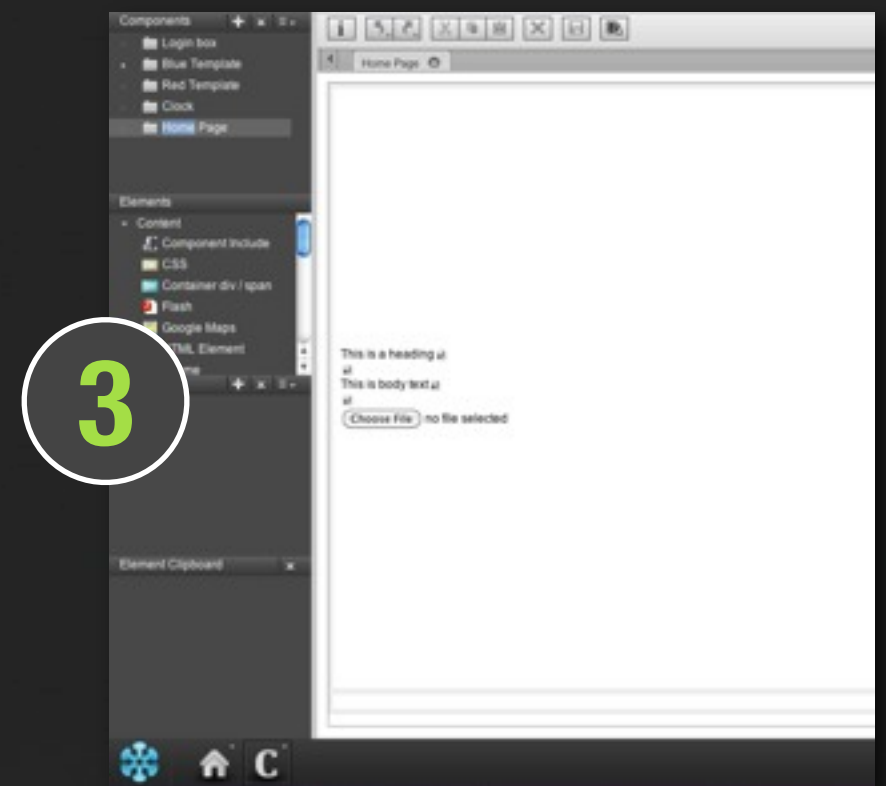 Components
Login box
Blue Template
Red Template
Clock
Home Page
Elements
Content
Component Include
CSS
Container div / span
Flash
Google Maps
HTML Element
3
Element Clipboard
Home Page
This is a heading
This is body text
Choose File no file selected
C